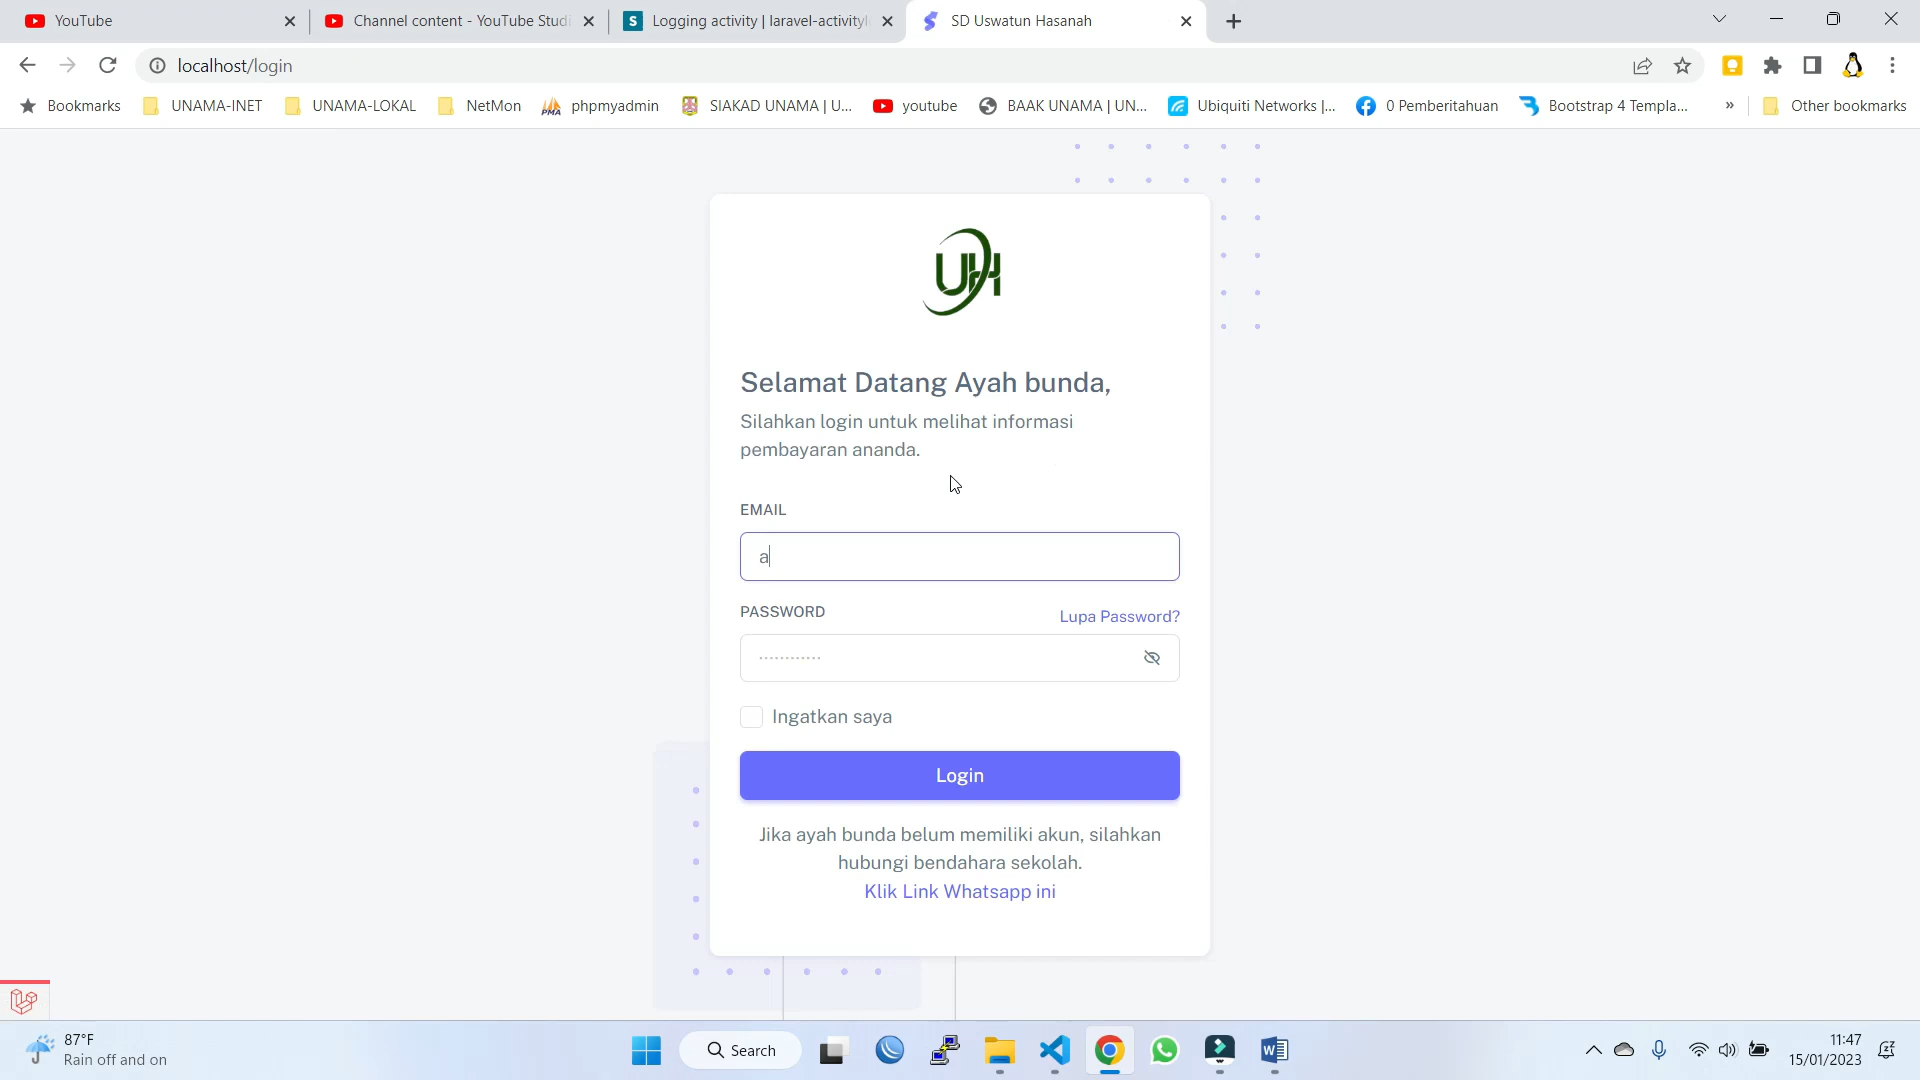 YouTube
Channel content - YouTube Studi
Logging activity | laravel-activityl
SD Uswatun Hasanah
localhost/login
Bookmarks
UNAMA-INET
UNAMA-LOKAL
NetMon
PMA
phpmyadmin
SIAKAD UNAMA | U...
youtube
BAAK UNAMA | UN...
Ubiquiti Networks |...
0 Pemberitahuan
Bootstrap 4 Templa...
»
Other bookmarks
UH
Selamat Datang Ayah bunda,
Silahkan login untuk melihat informasi
pembayaran ananda.
EMAIL
a
PASSWORD
Lupa Password?
············
Ingatkan saya
Login
Jika ayah bunda belum memiliki akun, silahkan
hubungi bendahara sekolah.
Klik Link Whatsapp ini
87°F
Rain off and on
Search
11:47
15/01/2023